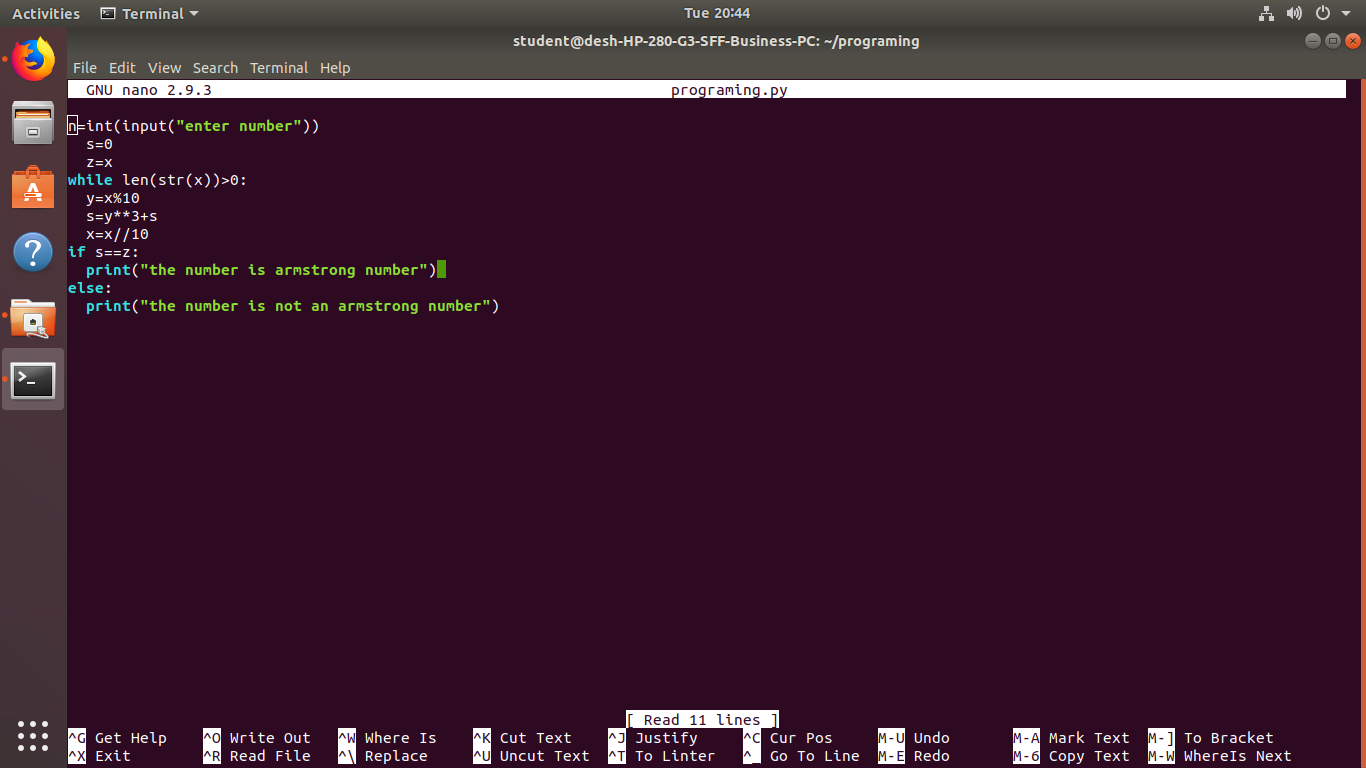 Activities Terminal Tue 20:44
student@desh-HP-280-G3-SFF-Business-PC: ~/programing
File Edit View Search Terminal Help
GNU nano 2.9.3 programing.py
n=int(input("enter number"))
  s=0
  z=x
while len(str(x))>0:
  y=x%10
  s=y**3+s
  x=x//10
if s==z:
  print("the number is armstrong number")
else:
  print("the number is not an armstrong number")
[ Read 11 lines ]
^G Get Help ^O Write Out ^W Where Is ^K Cut Text ^J Justify ^C Cur Pos M-U Undo M-A Mark Text M-] To Bracket
^X Exit ^R Read File ^\ Replace ^U Uncut Text ^T To Linter ^_ Go To Line M-E Redo M-6 Copy Text M-W WhereIs Next